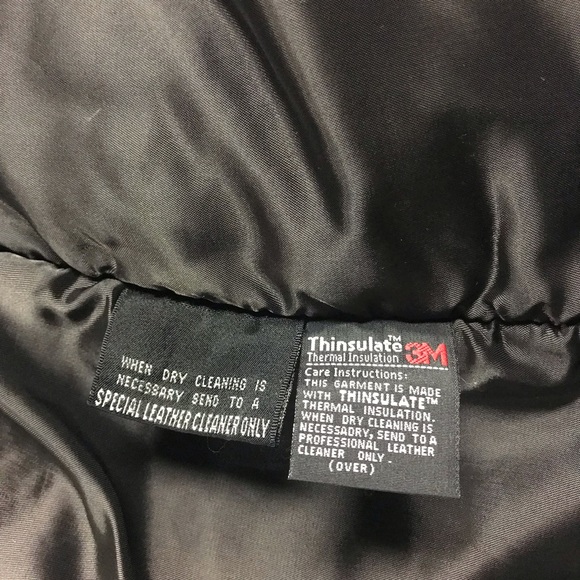 WHEN DRY CLEANING IS
NECESSARY SEND TO A
SPECIAL LEATHER CLEANER ONLY
Thinsulate™ 3M
Thermal Insulation
Care Instructions:
THIS GARMENT IS MADE
WITH THINSULATE™
THERMAL INSULATION.
WHEN DRY CLEANING IS
NECESSADRY, SEND TO A
PROFESSIONAL LEATHER
CLEANER ONLY.
(OVER)